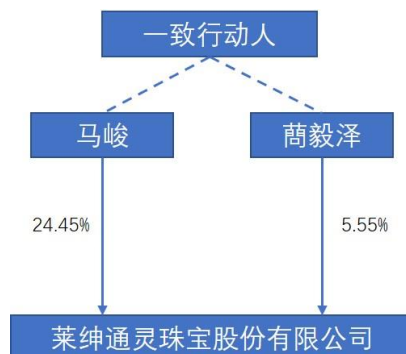 一致行动人
马峻
蔄毅泽
24.45%
5.55%
莱绅通灵珠宝股份有限公司